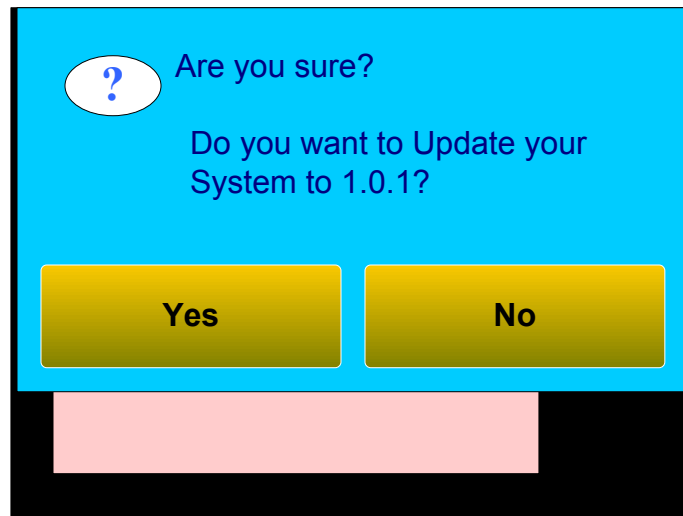 ?
Are you sure?
Do you want to Update your
System to 1.0.1?
Yes
No